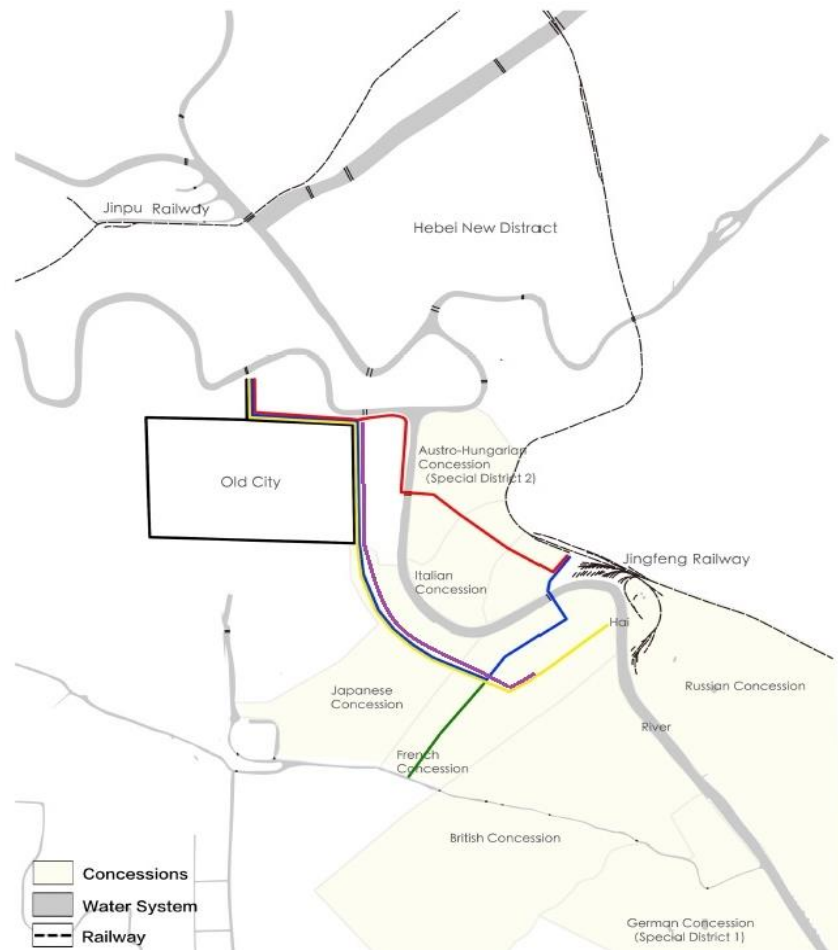 Jinpu Railway
Hebei New Distract
Old City
Austro-Hungarian
Concession
(Special District 2)
Jingfeng Railway
Italian
Concession
Hai
Japanese
Concession
Russian Concession
River
French
Concession
British Concession
German Concession
(Special District 1)
Concessions
Water System
Railway